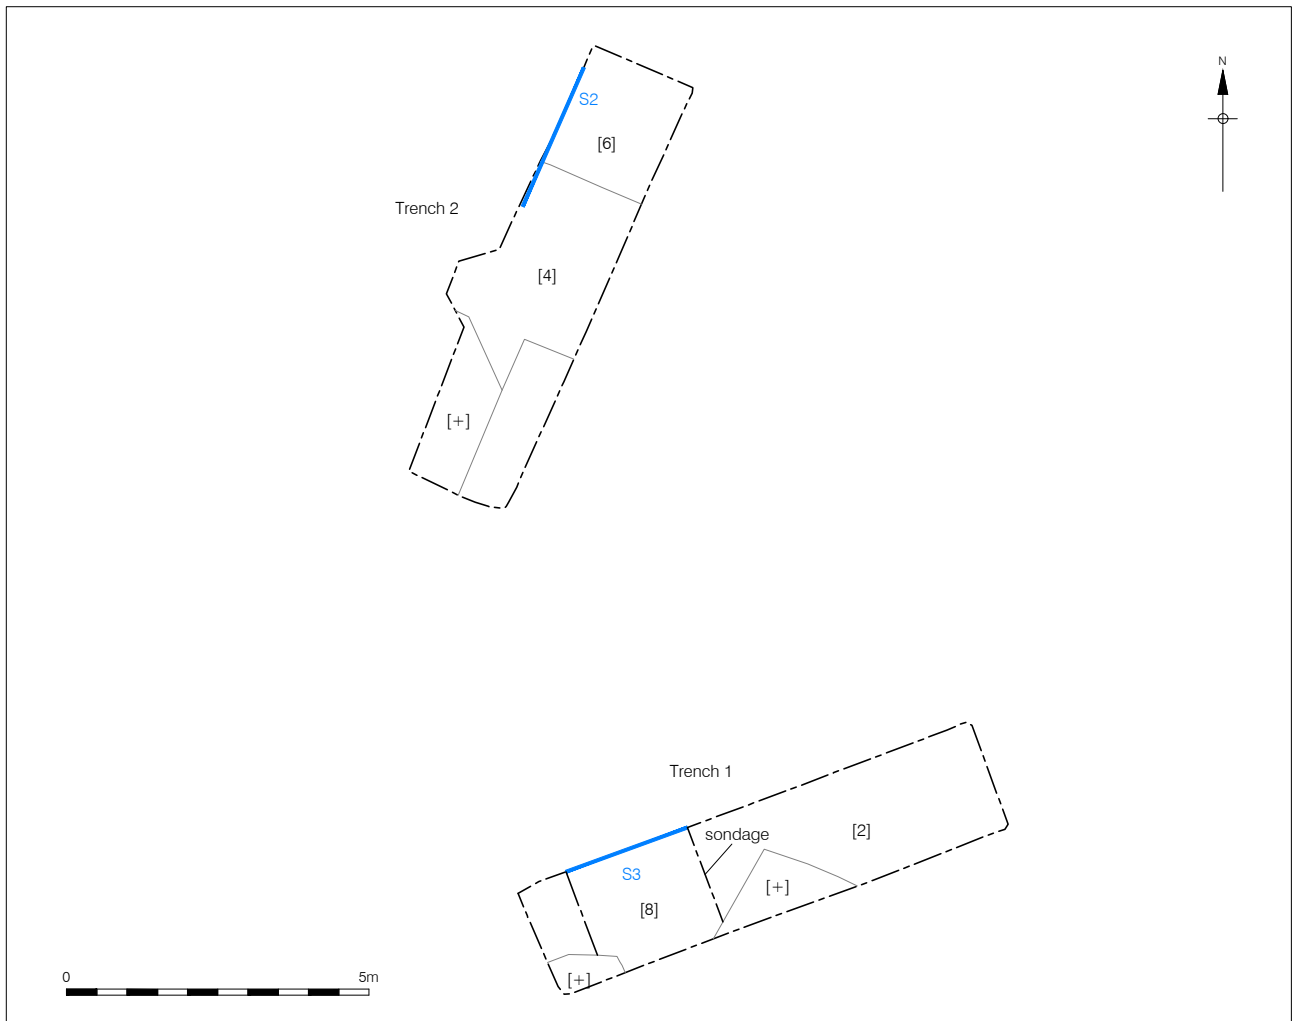 N
S2
[6]
Trench 2
[4]
[+]
Trench 1
sondage
[2]
S3
[+]
[8]
[+]
0 5m